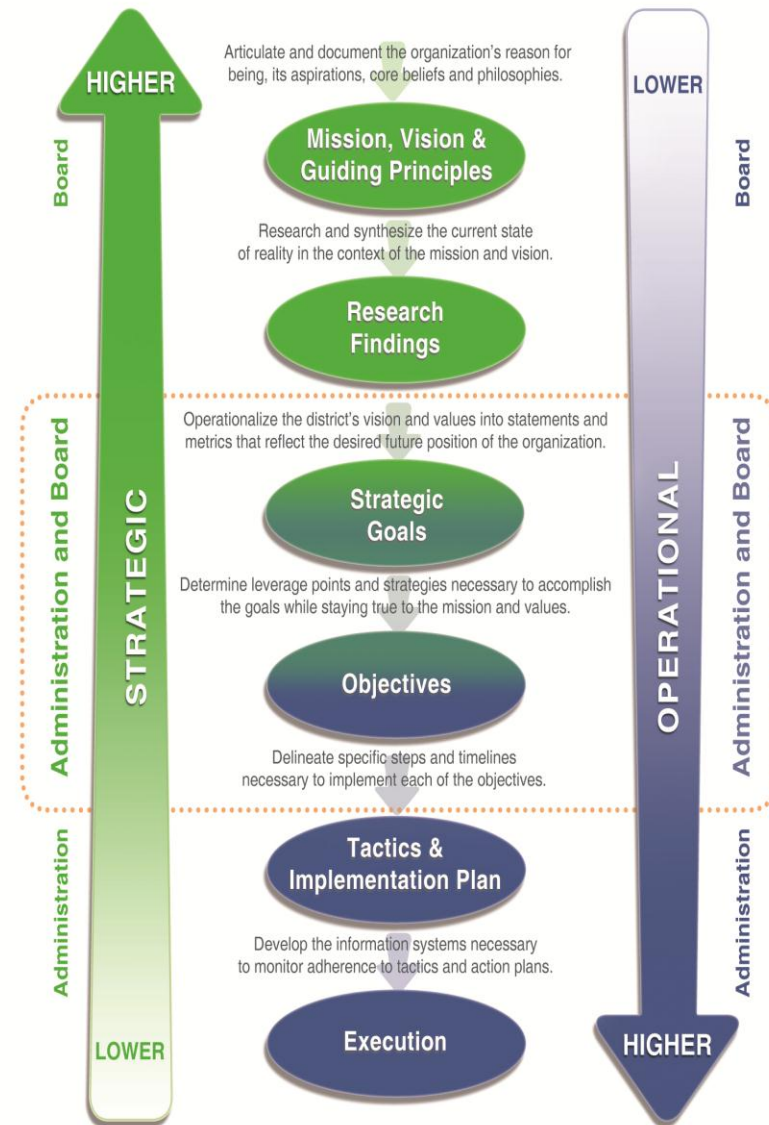 Articulate and document the organization's reason for
being, its aspirations, core beliefs and philosophies.
HIGHER
LOWER
Mission, Vision &
Guiding Principles
Board
Board
Research and synthesize the current state
of reality in the context of the mission and vision.
Research
Findings
Operationalize the district's vision and values into statements and
metrics that reflect the desired future position of the organization.
Strategic
Goals
Administration and Board
STRATEGIC
OPERATIONAL
Administration and Board
Determine leverage points and strategies necessary to accomplish
the goals while staying true to the mission and values.
Objectives
Delineate specific steps and timelines
necessary to implement each of the objectives.
Tactics &
Implementation Plan
Administration
Administration
Develop the information systems necessary
to monitor adherence to tactics and action plans.
Execution
LOWER
HIGHER